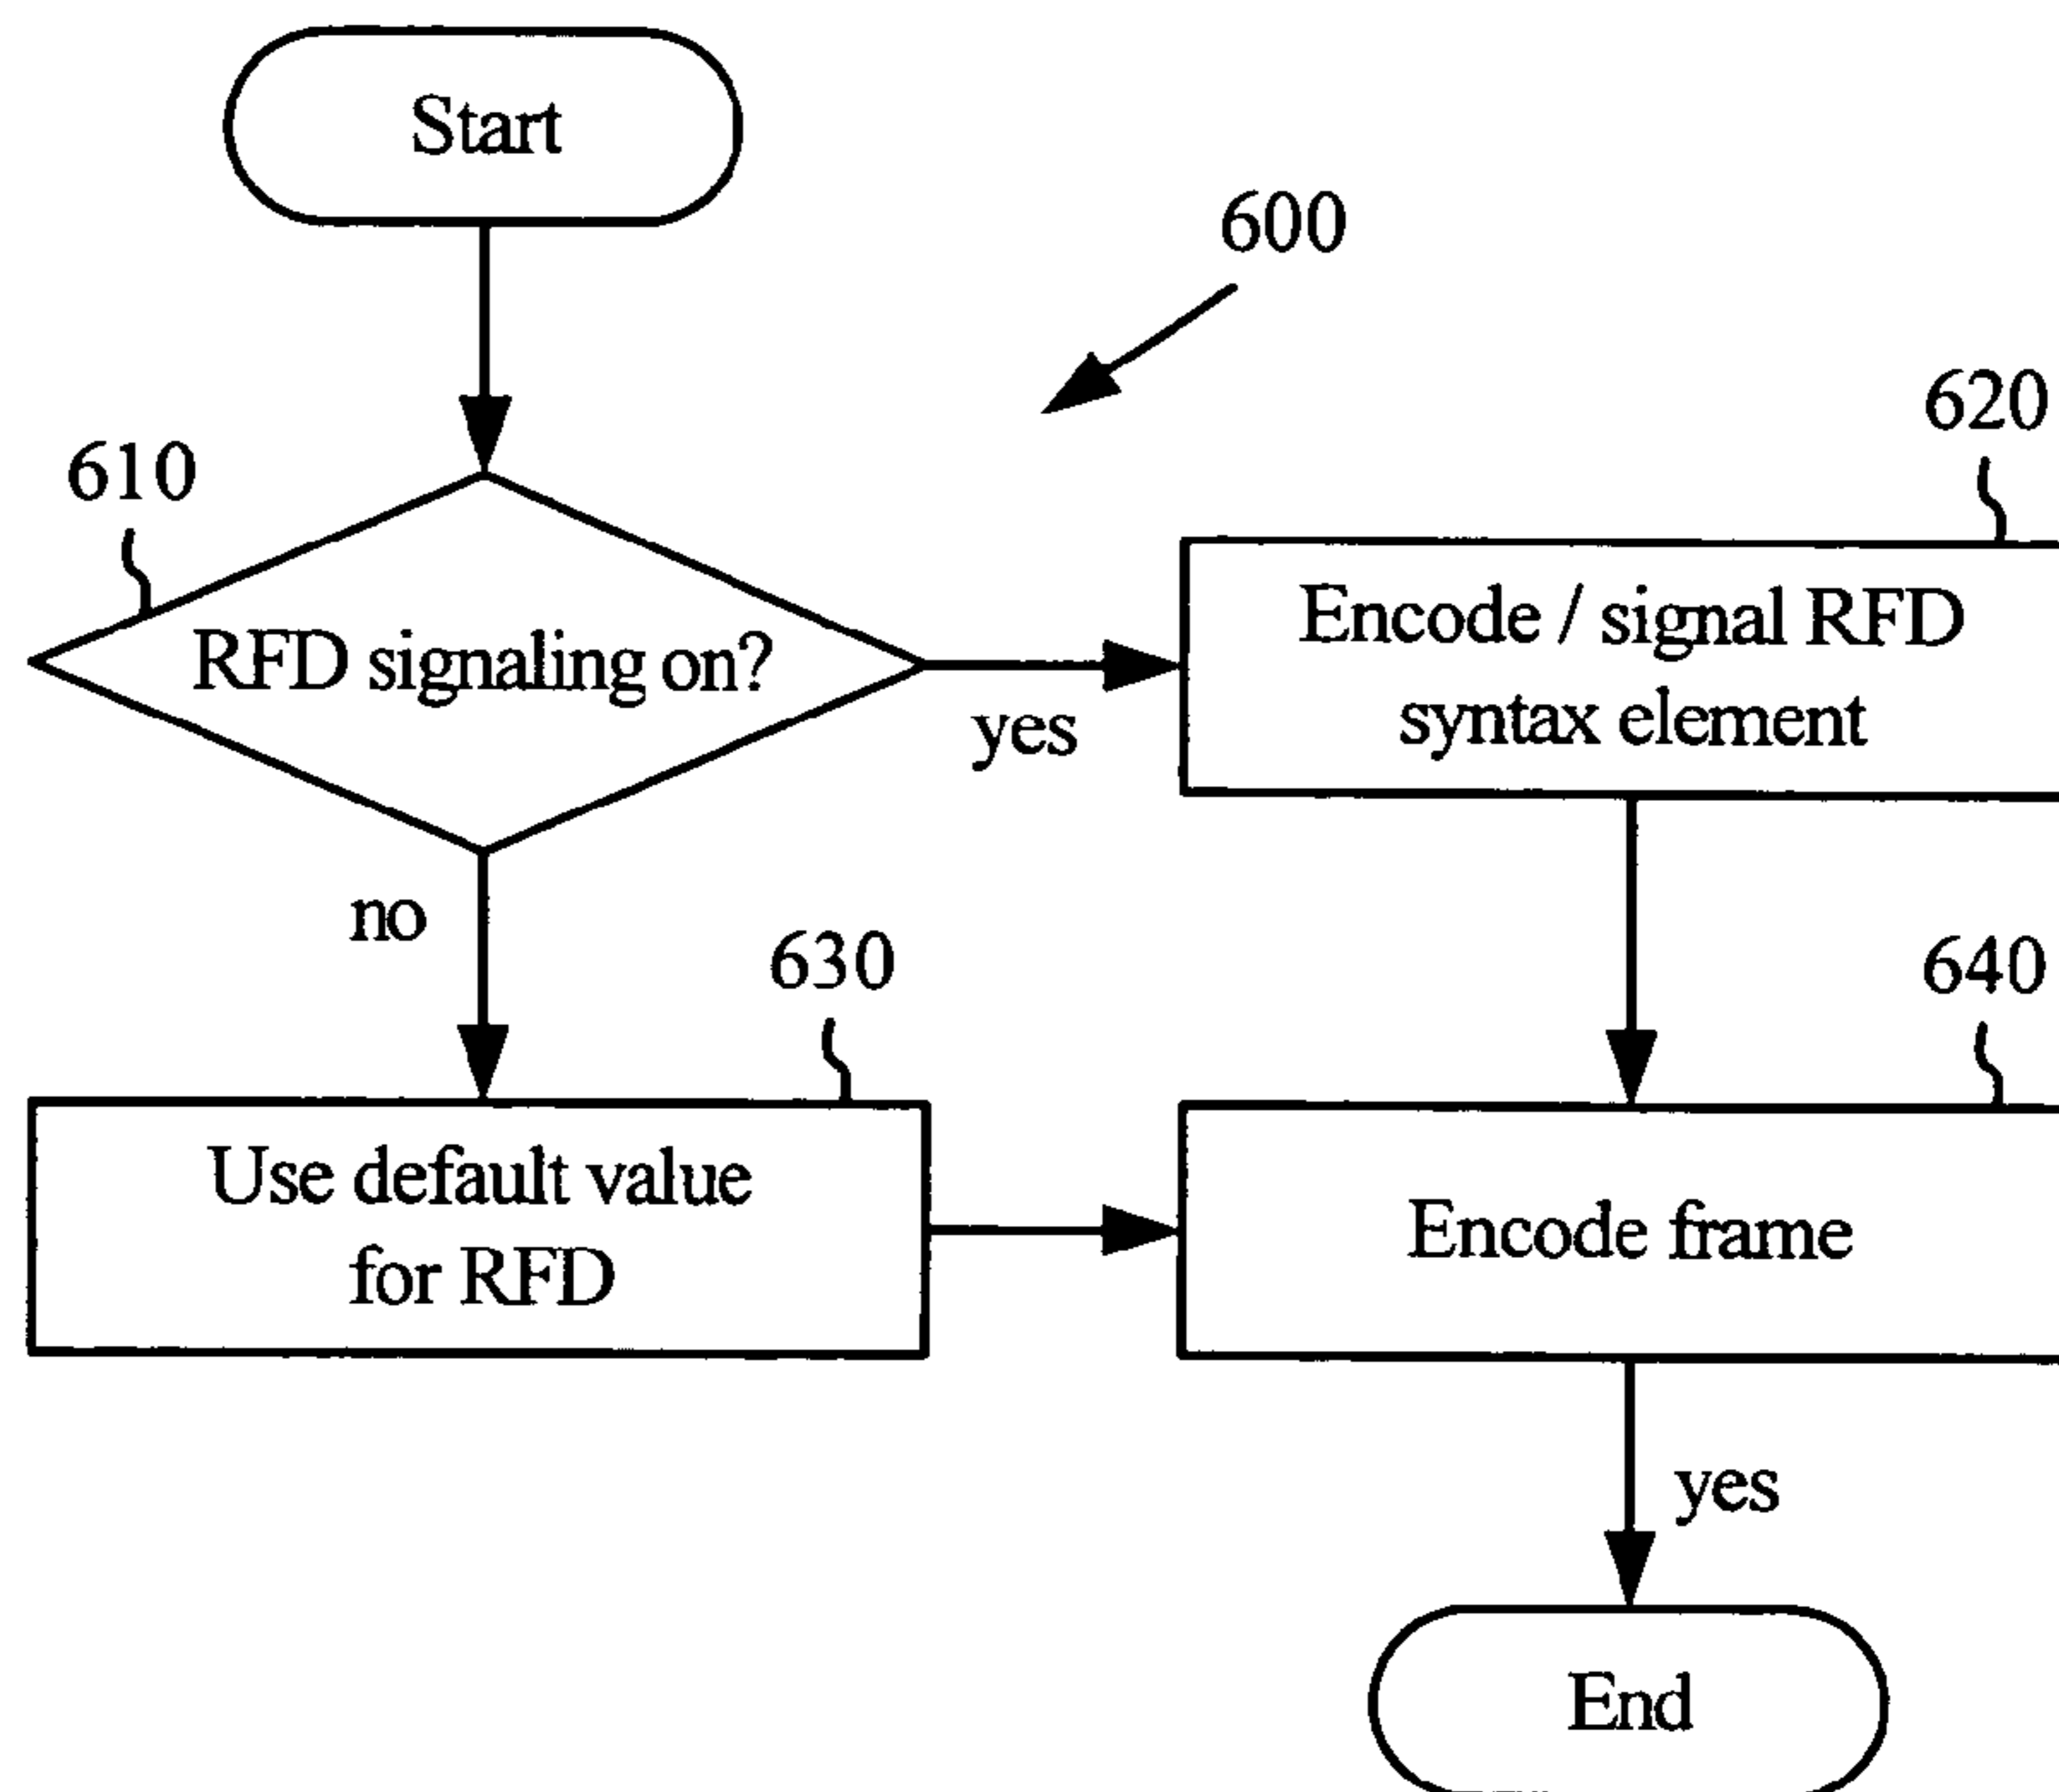 Start
600
610
620
RFD signaling on?
yes
Encode / signal RFD
syntax element
no
630
640
Use default value
for RFD
Encode frame
yes
End